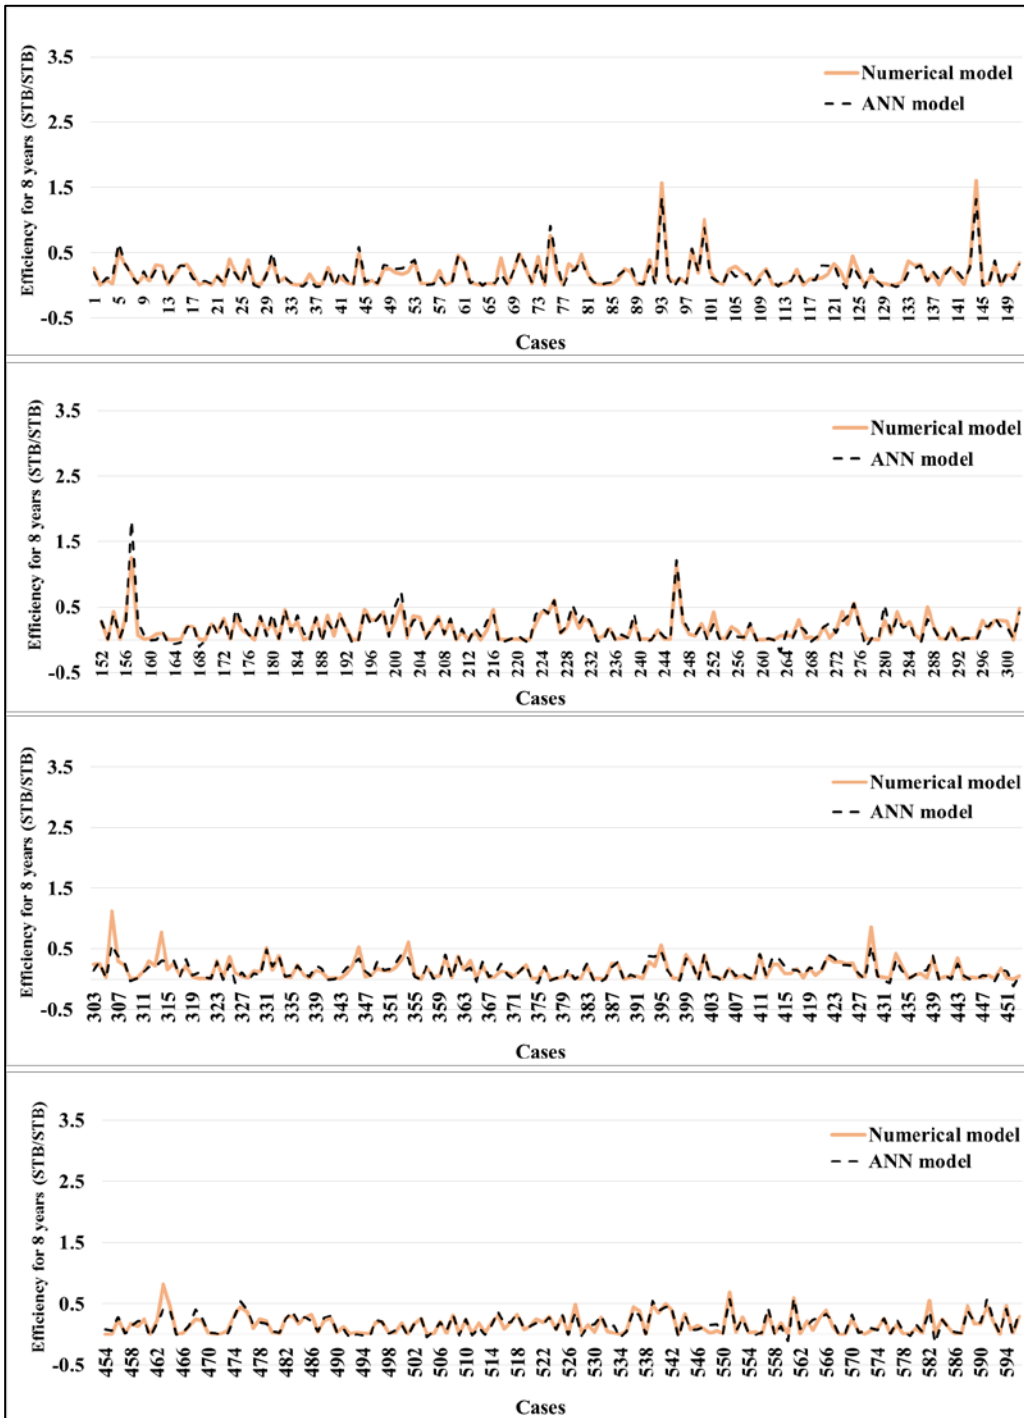 Efficiency for 8 years (STB/STB)
3.5
2.5
1.5
0.5
-0.5
Numerical model
ANN model
1 5 9 13 17 21 25 29 33 37 41 45 49 53 57 61 65 69 73 77 81 85 89 93 97 101 105 109 113 117 121 125 129 133 137 141 145 149
Cases
Efficiency for 8 years (STB/STB)
3.5
2.5
1.5
0.5
-0.5
Numerical model
ANN model
152 156 160 164 168 172 176 180 184 188 192 196 200 204 208 212 216 220 224 228 232 236 240 244 248 252 256 260 264 268 272 276 280 284 288 292 296 300
Cases
Efficiency for 8 years (STB/STB)
3.5
2.5
1.5
0.5
-0.5
Numerical model
ANN model
303 307 311 315 319 323 327 331 335 339 343 347 351 355 359 363 367 371 375 379 383 387 391 395 399 403 407 411 415 419 423 427 431 435 439 443 447 451
Cases
Efficiency for 8 years (STB/STB)
3.5
2.5
1.5
0.5
-0.5
Numerical model
ANN model
454 458 462 466 470 474 478 482 486 490 494 498 502 506 510 514 518 522 526 530 534 538 542 546 550 554 558 562 566 570 574 578 582 586 590 594
Cases